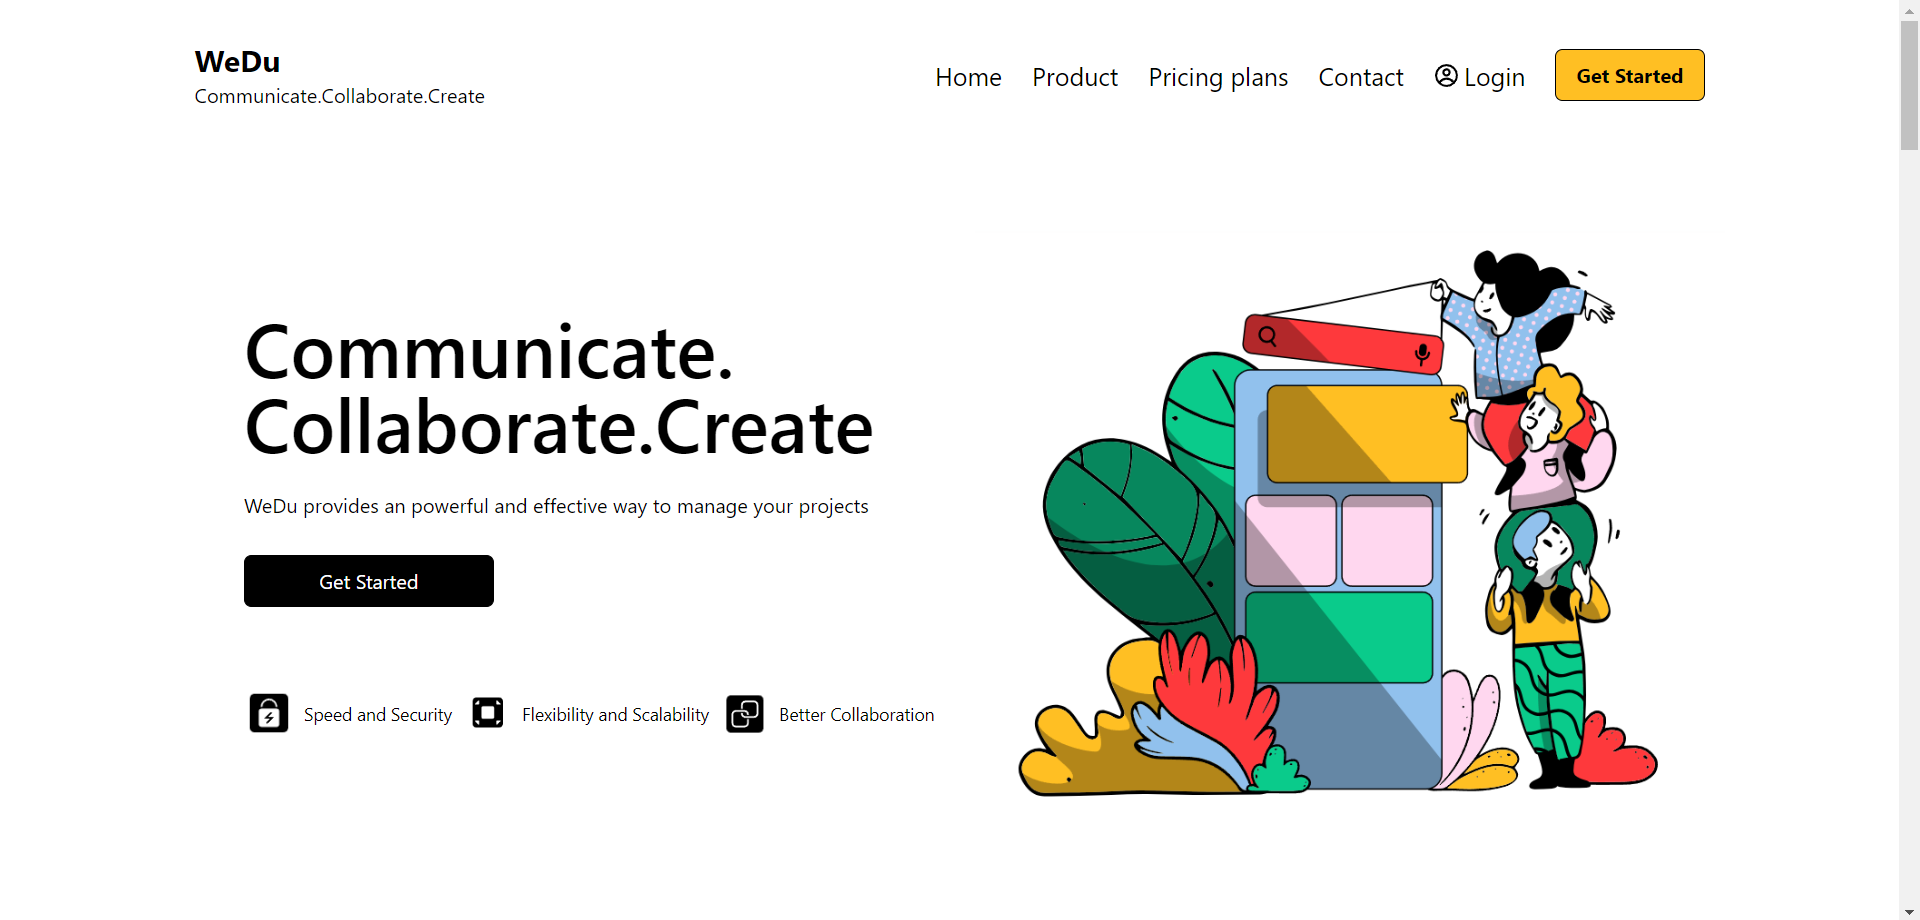 WeDu
Communicate.Collaborate.Create
Home Product Pricing plans Contact Login Get Started
Communicate.
Collaborate.Create
WeDu provides an powerful and effective way to manage your projects
Get Started
Speed and Security Flexibility and Scalability Better Collaboration